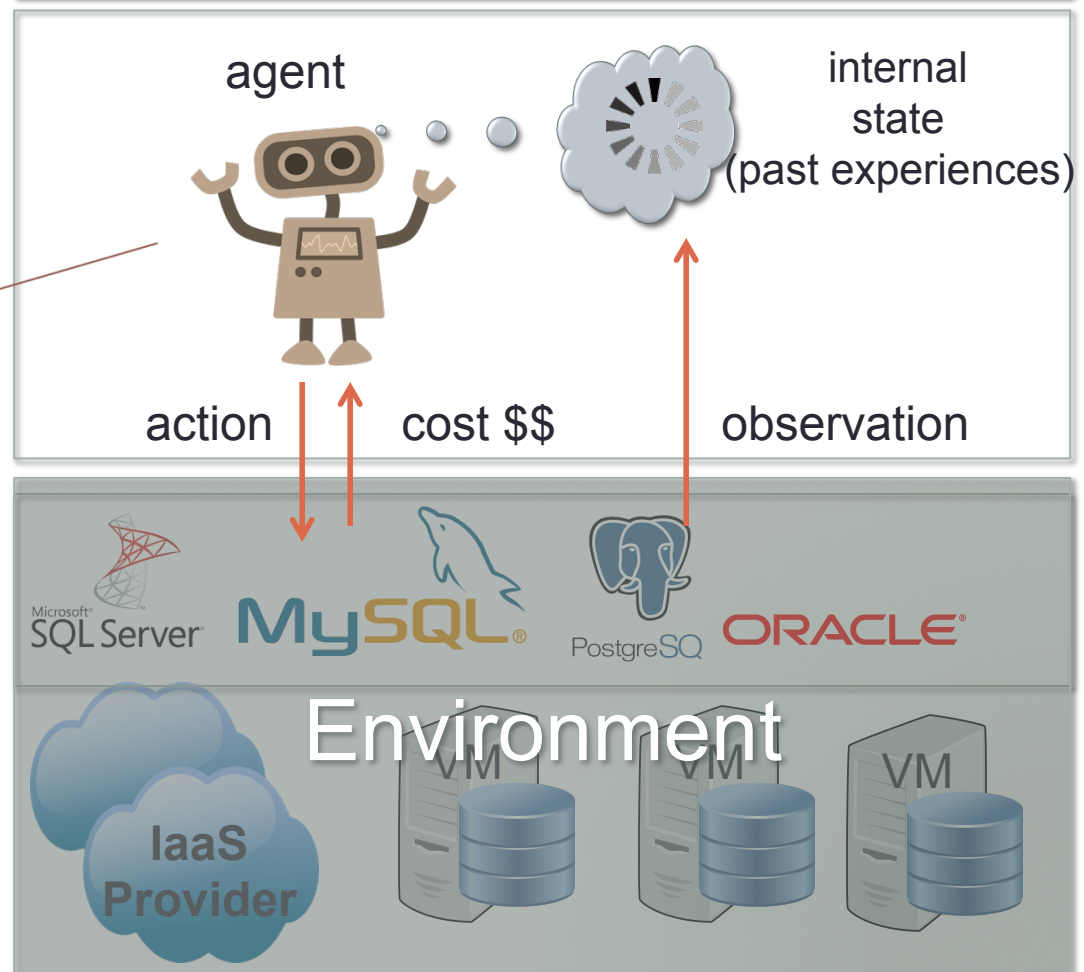 agent
internal
state
(past experiences)
action
cost $$
observation
Microsoft®
SQL Server®
MySQL®
PostgreSQ
ORACLE®
Environment
VM
VM
VM
IaaS
Provider